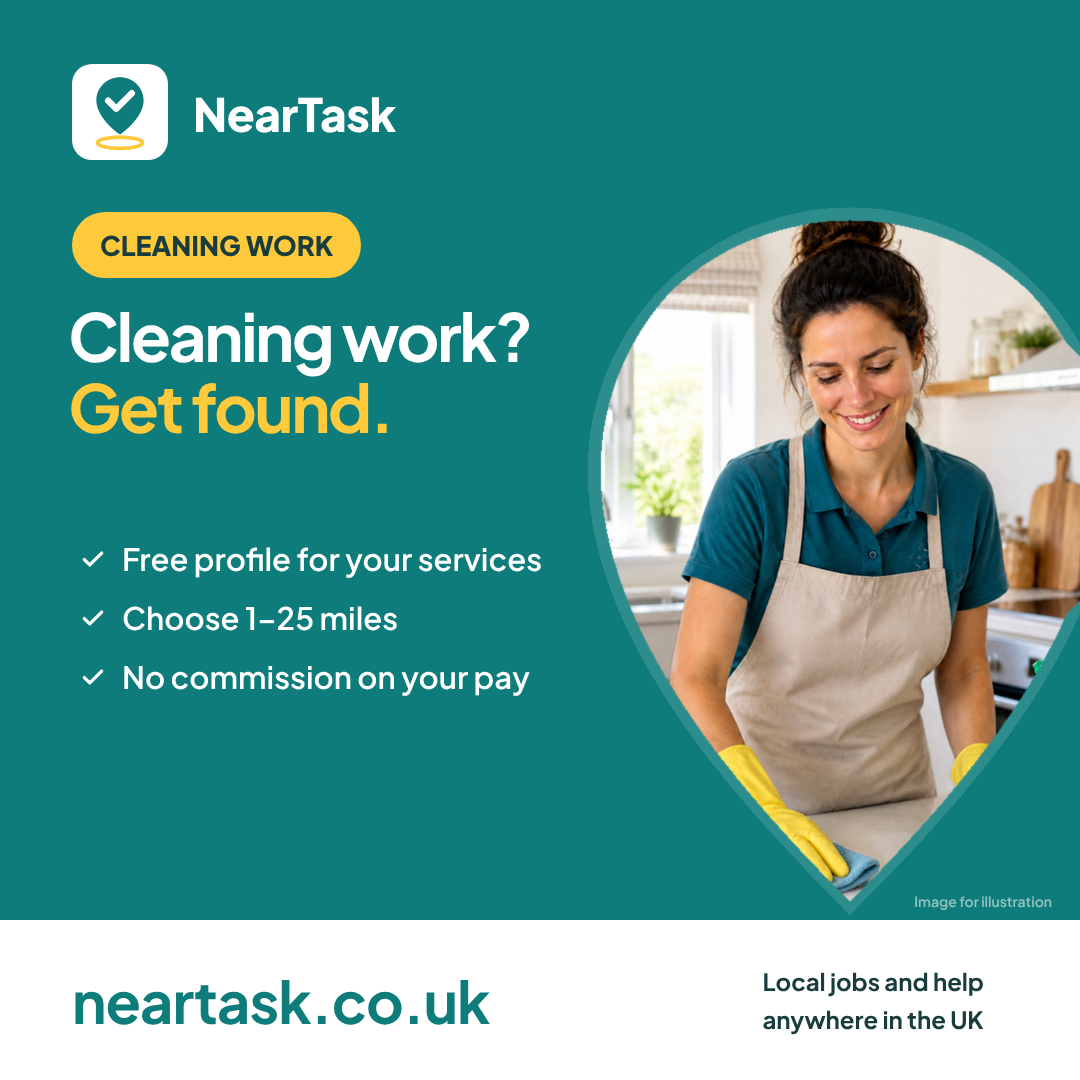 NearTask
CLEANING WORK
Cleaning work?
Get found.
Free profile for your services
Choose 1–25 miles
No commission on your pay
Image for illustration
neartask.co.uk
Local jobs and help
anywhere in the UK